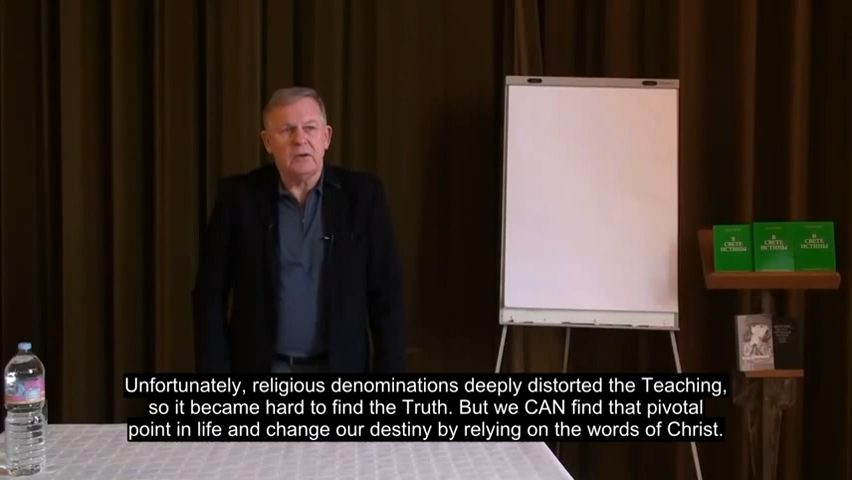 В
СВЕТЕ
ИСТИНЫ
В
СВЕТЕ
ИСТИНЫ
В
СВЕТЕ
ИСТИНЫ
Unfortunately, religious denominations deeply distorted the Teaching,
so it became hard to find the Truth. But we CAN find that pivotal
point in life and change our destiny by relying on the words of Christ.